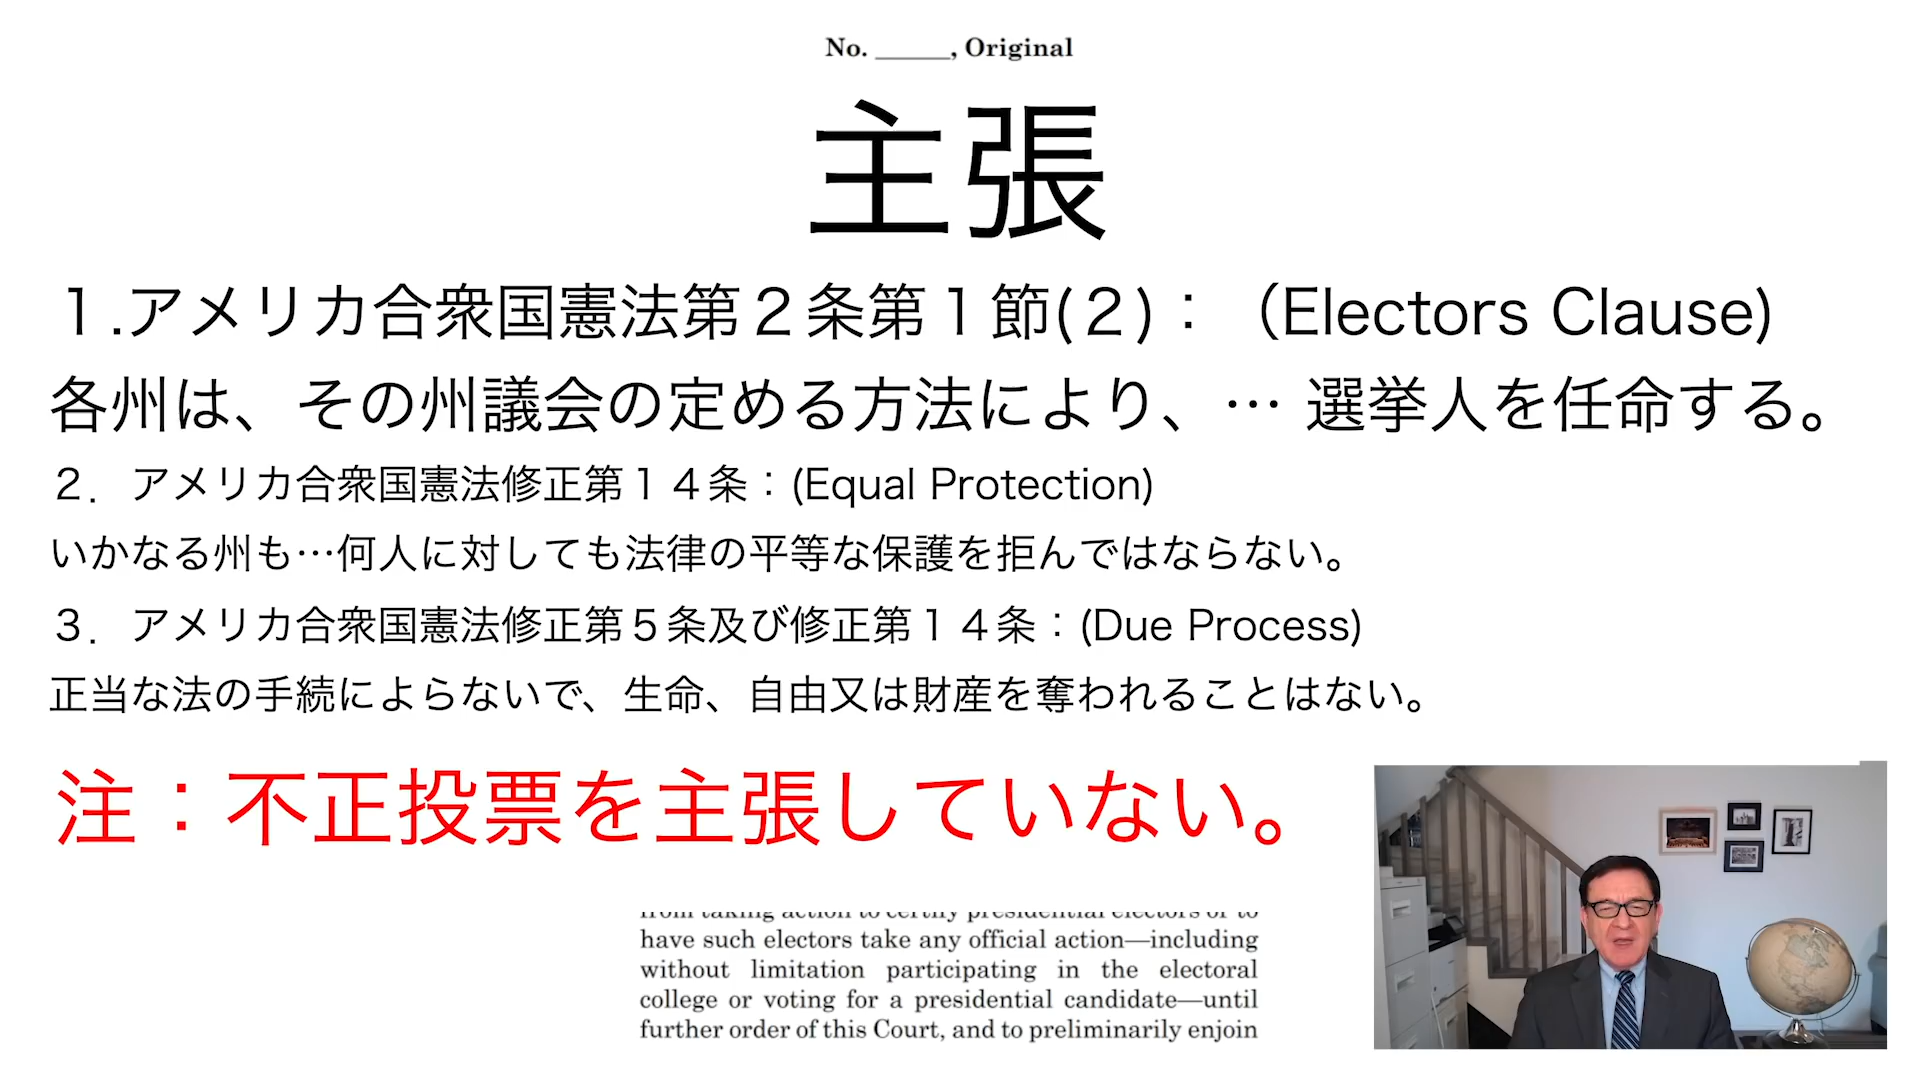 No. ______, Original
主張
１.アメリカ合衆国憲法第２条第１節(２)：（Electors Clause)
各州は、その州議会の定める方法により、… 選挙人を任命する。
２．アメリカ合衆国憲法修正第１４条：(Equal Protection)
いかなる州も…何人に対しても法律の平等な保護を拒んではならない。
３．アメリカ合衆国憲法修正第５条及び修正第１４条：(Due Process)
正当な法の手続によらないで、生命、自由又は財産を奪われることはない。
注：不正投票を主張していない。
from taking action to certify presidential electors or to
have such electors take any official action—including
without limitation participating in the electoral
college or voting for a presidential candidate—until
further order of this Court, and to preliminarily enjoin